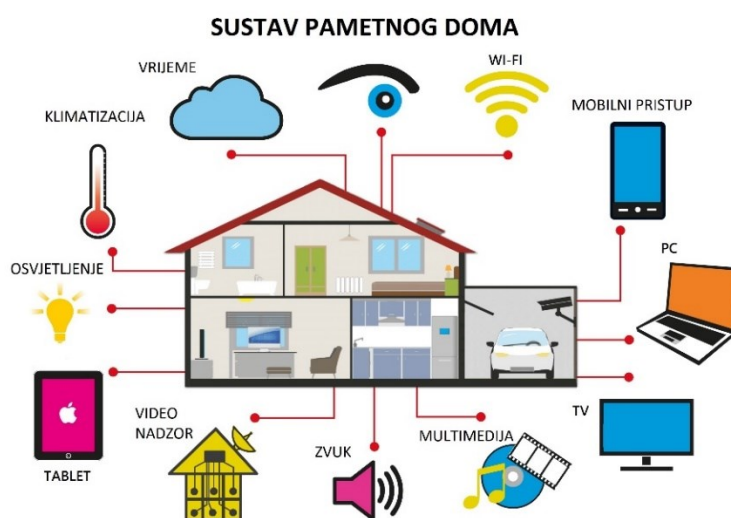 SUSTAV PAMETNOG DOMA
VRIJEME
WI-FI
KLIMATIZACIJA
MOBILNI PRISTUP
OSVJETLJENJE
PC
TABLET
VIDEO
NADZOR
ZVUK
MULTIMEDIJA
TV